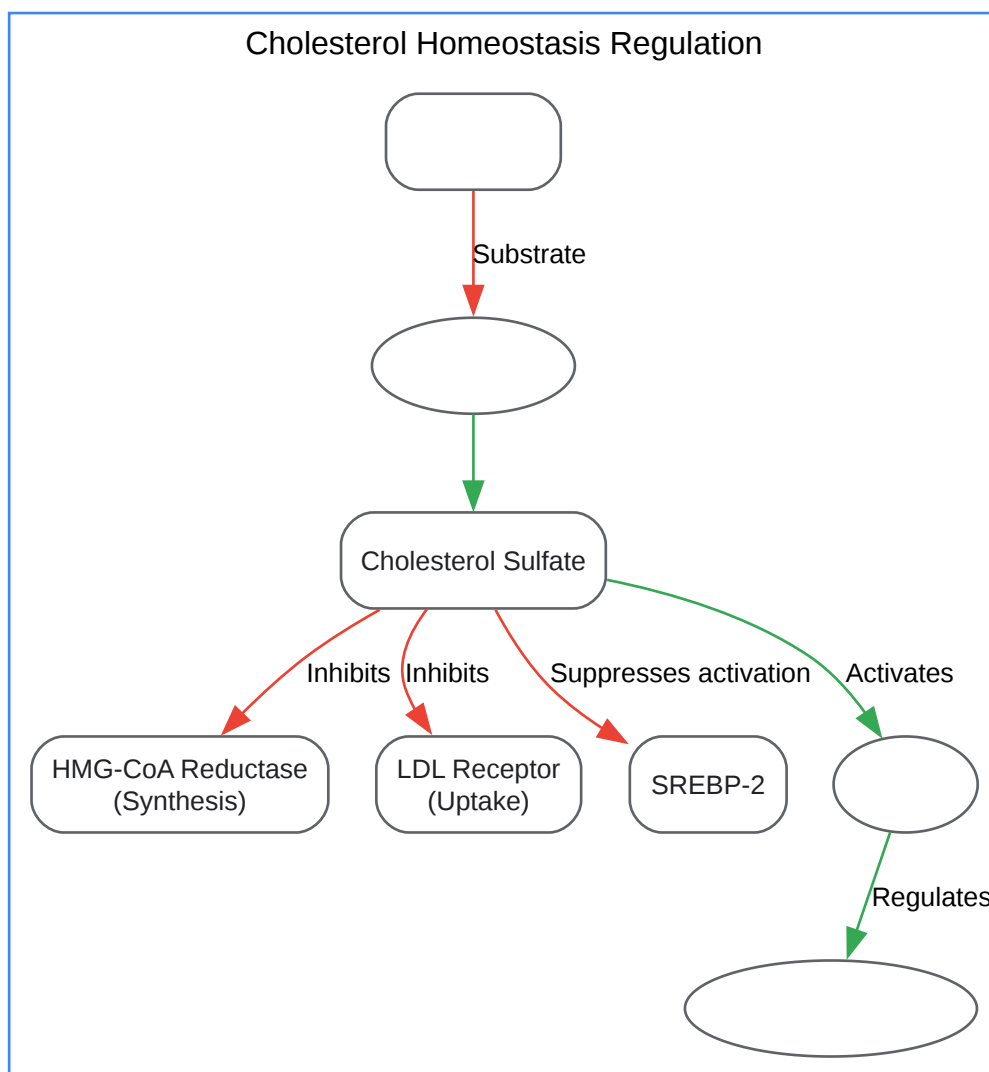 Cholesterol Homeostasis Regulation
Substrate
Cholesterol Sulfate
Inhibits
Inhibits
Suppresses activation
Activates
HMG-CoA Reductase
(Synthesis)
LDL Receptor
(Uptake)
SREBP-2
Regulates